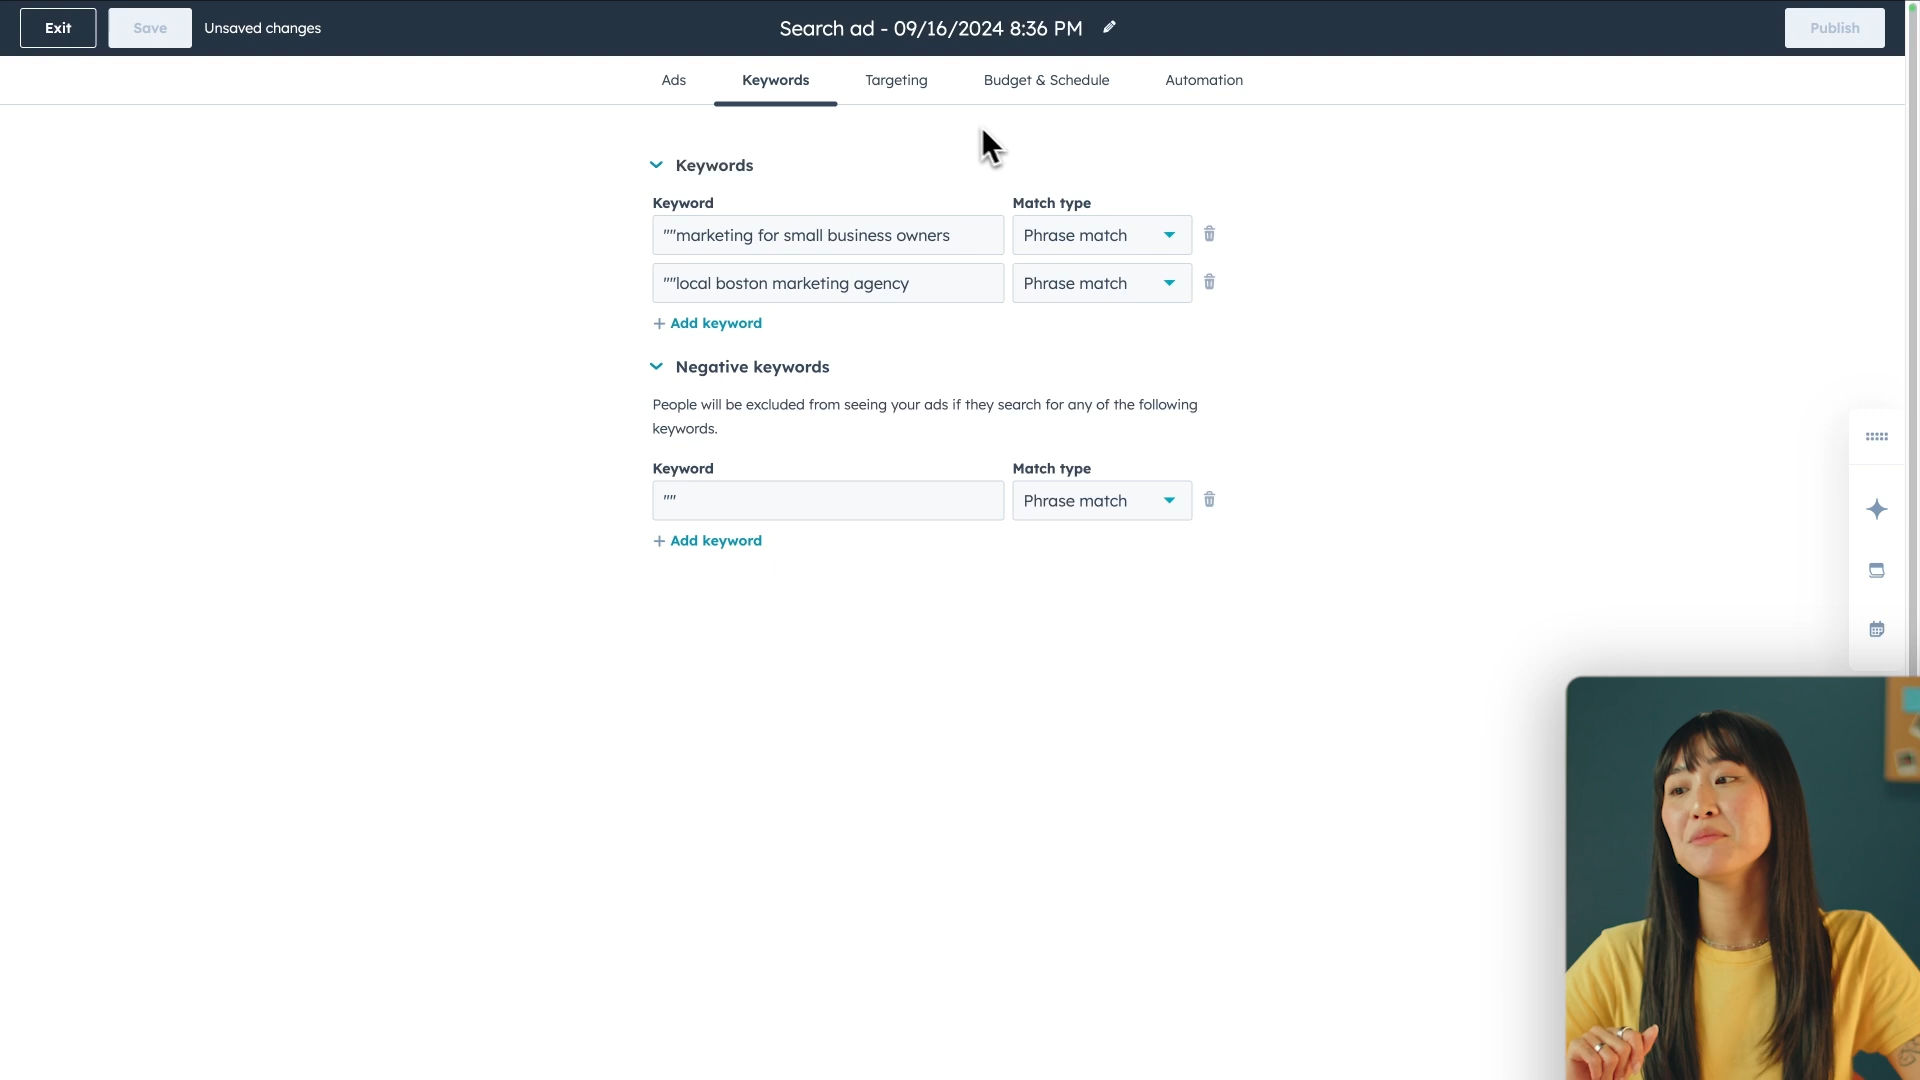 Exit
Save
Unsaved changes
Search ad - 09/16/2024 8:36 PM
Publish
Ads
Keywords
Targeting
Budget & Schedule
Automation
Keywords
Keyword
Match type
""marketing for small business owners
Phrase match
""local boston marketing agency
Phrase match
+ Add keyword
Negative keywords
People will be excluded from seeing your ads if they search for any of the following
keywords.
Keyword
Match type
""
Phrase match
+ Add keyword